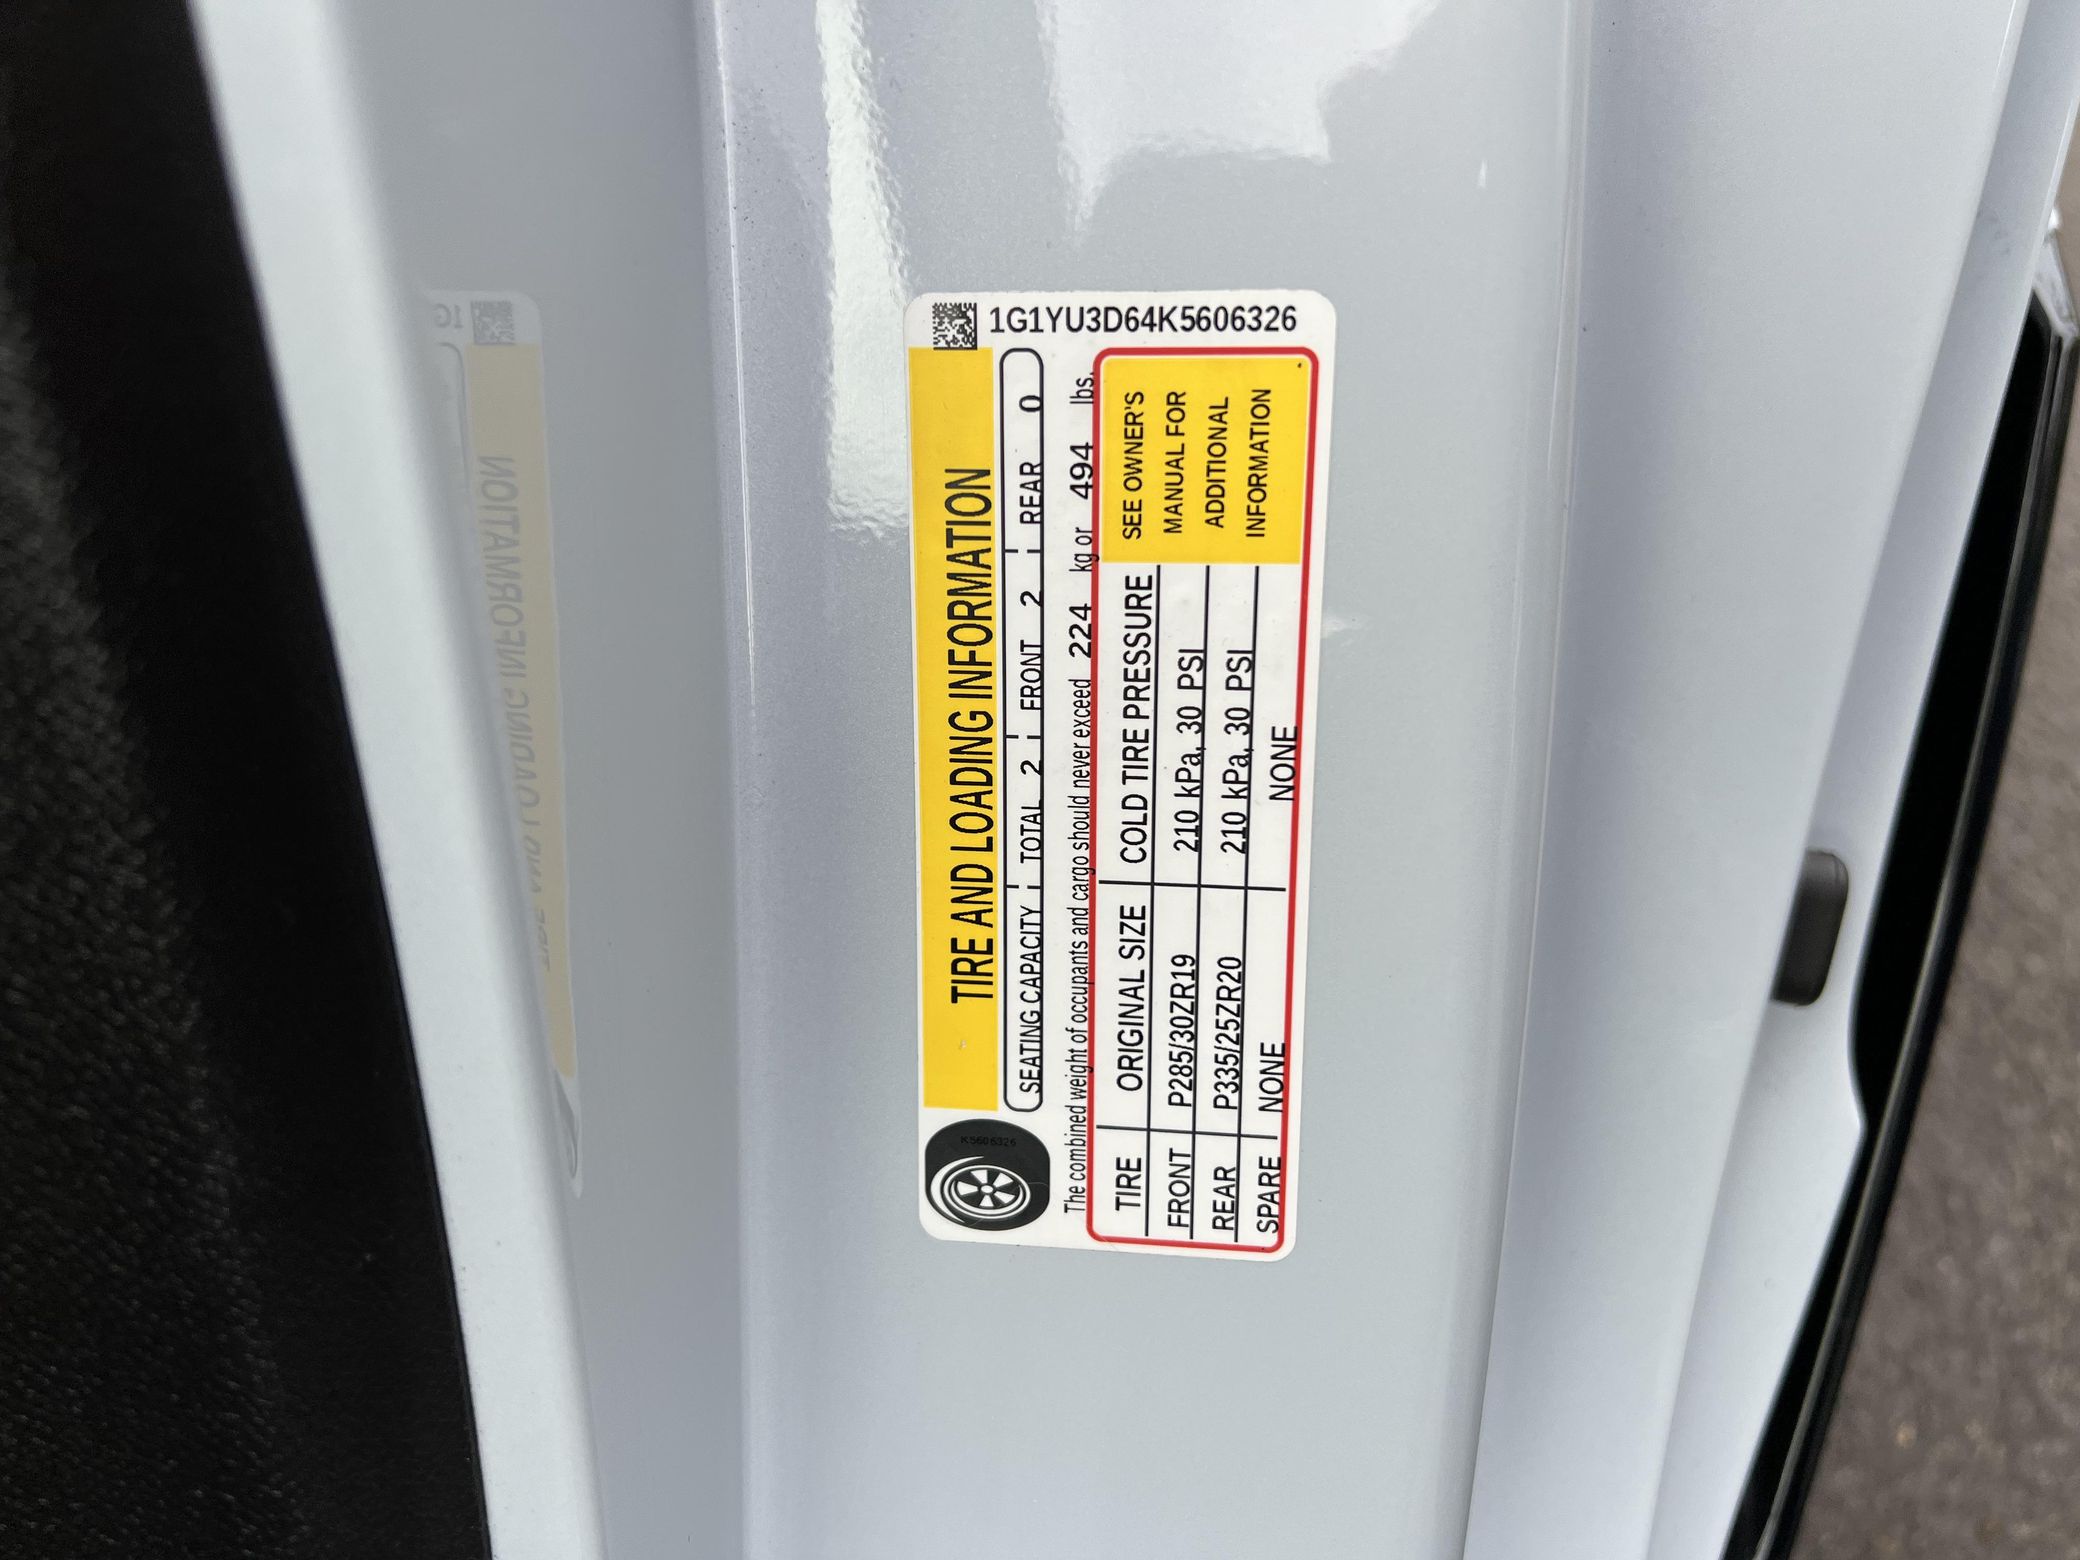 1G1YU3D64K5606326
TIRE AND LOADING INFORMATION
SEATING CAPACITY TOTAL 2 FRONT 2 REAR 0
The combined weight of occupants and cargo should never exceed 224 kg or 494 lbs.
TIRE ORIGINAL SIZE COLD TIRE PRESSURE
FRONT P285/30ZR19 210 kPa, 30 PSI
REAR P335/25ZR20 210 kPa, 30 PSI
SPARE NONE NONE
SEE OWNER'S
MANUAL FOR
ADDITIONAL
INFORMATION
K5606326